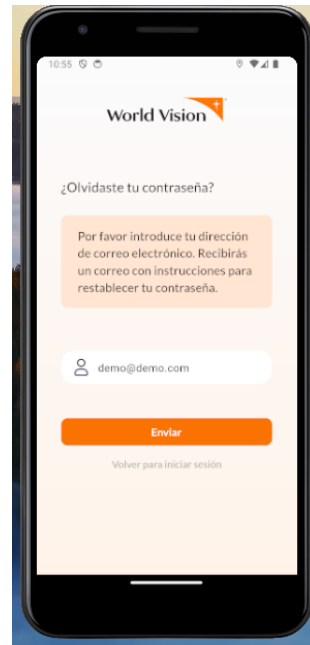 10:55
World Vision
¿Olvidaste tu contraseña?
Por favor introduce tu dirección
de correo electrónico. Recibirás
un correo con instrucciones para
restablecer tu contraseña.
demo@demo.com
Enviar
Volver para iniciar sesión